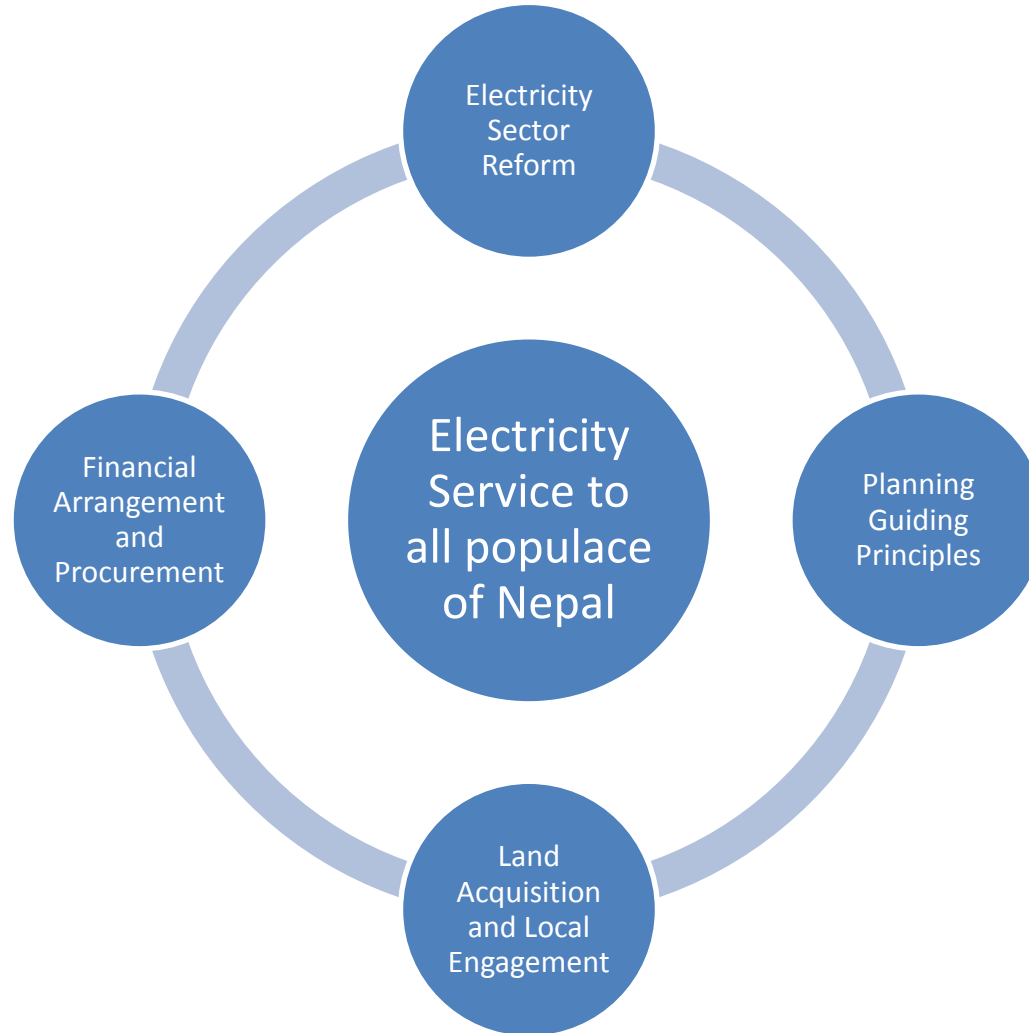 Electricity
Sector
Reform
Financial
Arrangement
and
Procurement
Electricity
Service to
all populace
of Nepal
Planning
Guiding
Principles
Land
Acquisition
and Local
Engagement